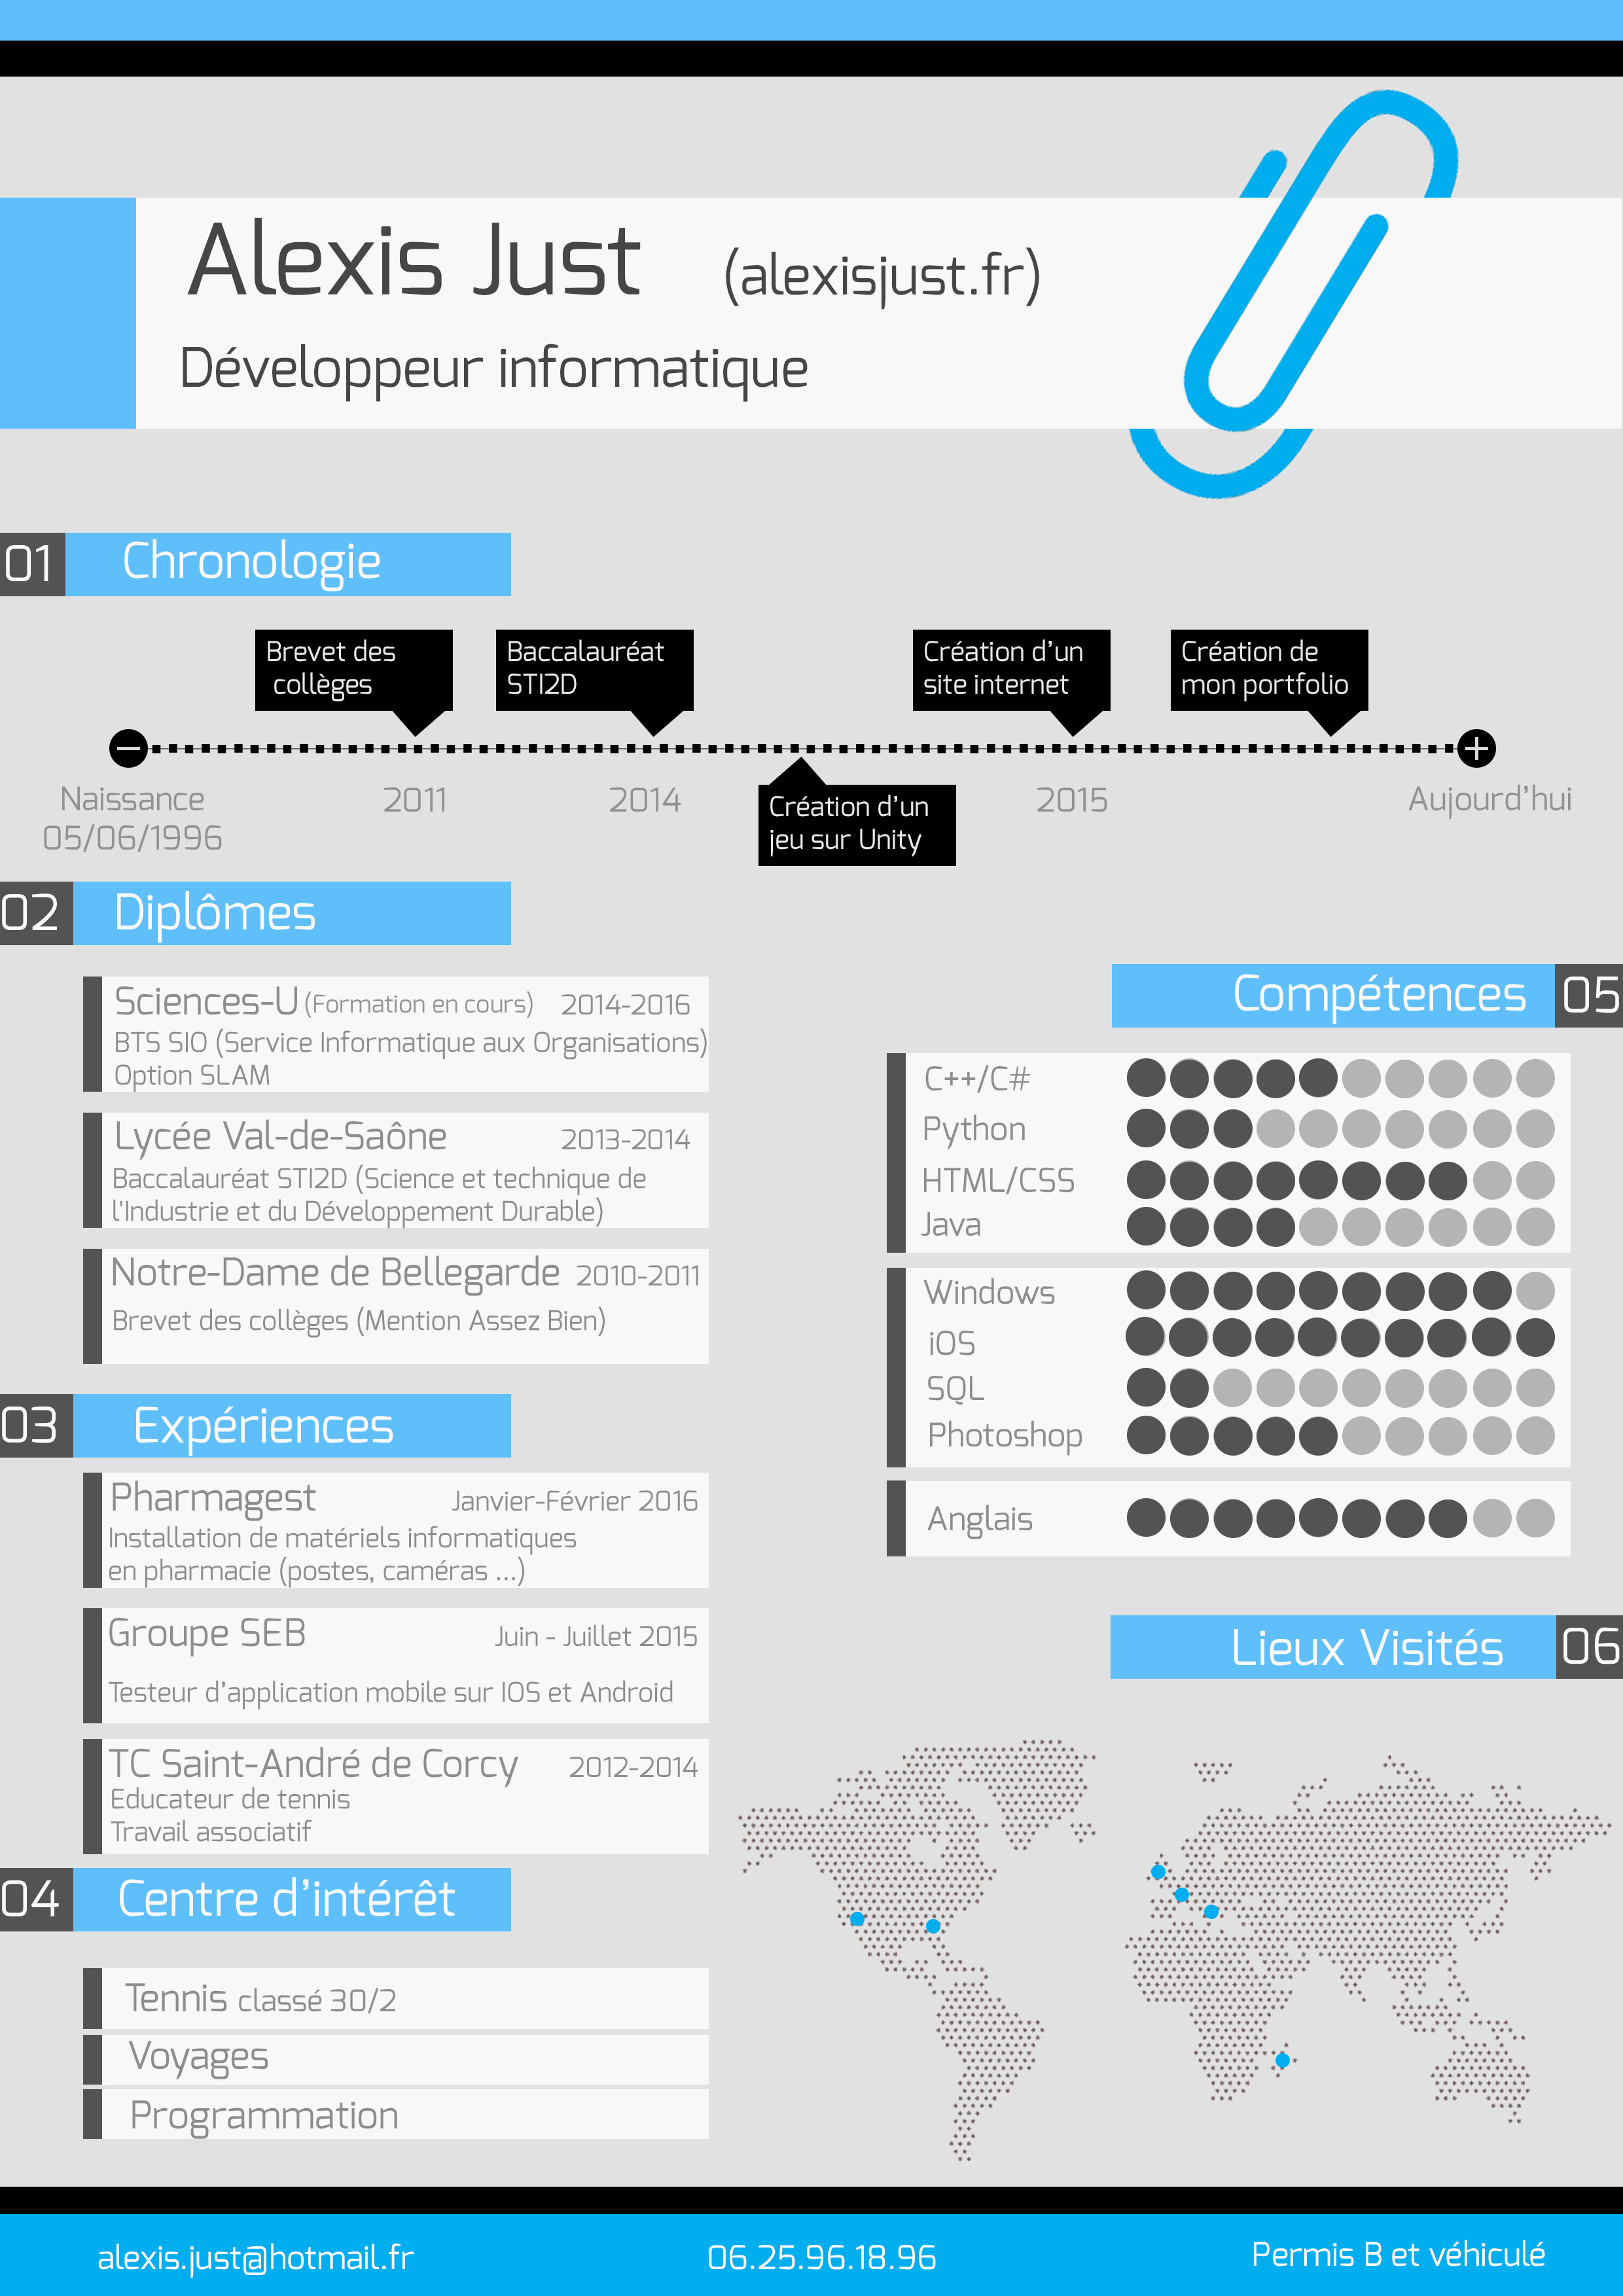 Alexis Just (alexisjust.fr)
Développeur informatique
01 Chronologie
Brevet des
collèges
Baccalauréat
STI2D
Création d'un
site internet
Création de
mon portfolio
Naissance
05/06/1996
2011
2014
Création d'un
jeu sur Unity
2015
Aujourd'hui
02 Diplômes
Sciences-U (Formation en cours) 2014-2016
BTS SIO (Service Informatique aux Organisations)
Option SLAM
Lycée Val-de-Saône 2013-2014
Baccalauréat STI2D (Science et technique de
l'Industrie et du Développement Durable)
Notre-Dame de Bellegarde 2010-2011
Brevet des collèges (Mention Assez Bien)
03 Expériences
Pharmagest Janvier-Février 2016
Installation de matériels informatiques
en pharmacie (postes, caméras ...)
Groupe SEB Juin - Juillet 2015
Testeur d'application mobile sur IOS et Android
TC Saint-André de Corcy 2012-2014
Educateur de tennis
Travail associatif
04 Centre d'intérêt
Tennis classé 30/2
Voyages
Programmation
Compétences 05
C++/C#
Python
HTML/CSS
Java
Windows
iOS
SQL
Photoshop
Anglais
Lieux Visités 06
alexis.just@hotmail.fr 06.25.96.18.96 Permis B et véhiculé